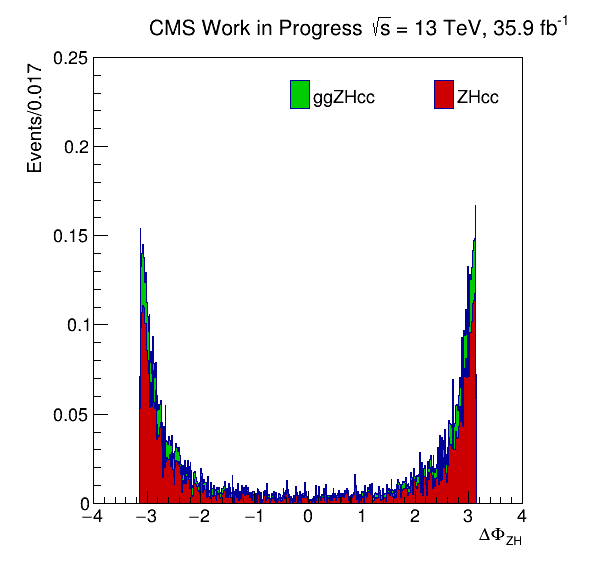 CMS Work in Progress √s = 13 TeV, 35.9 fb⁻¹
Events/0.017
0.25
0.2
0.15
0.1
0.05
0
ggZHcc ZHcc
−4 −3 −2 −1 0 1 2 3 4
ΔΦ_ZH